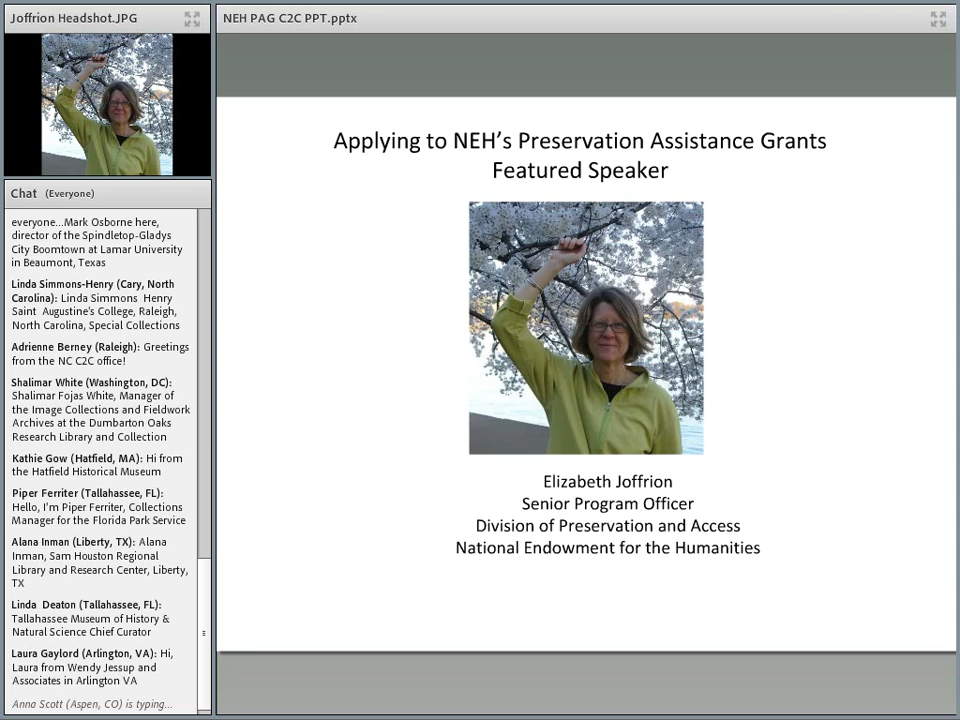 Joffrion Headshot.JPG
NEH PAG C2C PPT.pptx
Chat (Everyone)
everyone...Mark Osborne here,
director of the Spindletop-Gladys
City Boomtown at Lamar University
in Beaumont, Texas
Linda Simmons-Henry (Cary, North
Carolina): Linda Simmons Henry
Saint Augustine's College, Raleigh,
North Carolina, Special Collections
Adrienne Berney (Raleigh): Greetings
from the NC C2C office!
Shalimar White (Washington, DC):
Shalimar Fojas White, Manager of
the Image Collections and Fieldwork
Archives at the Dumbarton Oaks
Research Library and Collection
Kathie Gow (Hatfield, MA): Hi from
the Hatfield Historical Museum
Piper Ferriter (Tallahassee, FL):
Hello, I'm Piper Ferriter, Collections
Manager for the Florida Park Service
Alana Inman (Liberty, TX): Alana
Inman, Sam Houston Regional
Library and Research Center, Liberty,
TX
Linda Deaton (Tallahassee, FL):
Tallahassee Museum of History &
Natural Science Chief Curator
Laura Gaylord (Arlington, VA): Hi,
Laura from Wendy Jessup and
Associates in Arlington VA
Anna Scott (Aspen, CO) is typing...
Applying to NEH’s Preservation Assistance Grants
Featured Speaker
Elizabeth Joffrion
Senior Program Officer
Division of Preservation and Access
National Endowment for the Humanities